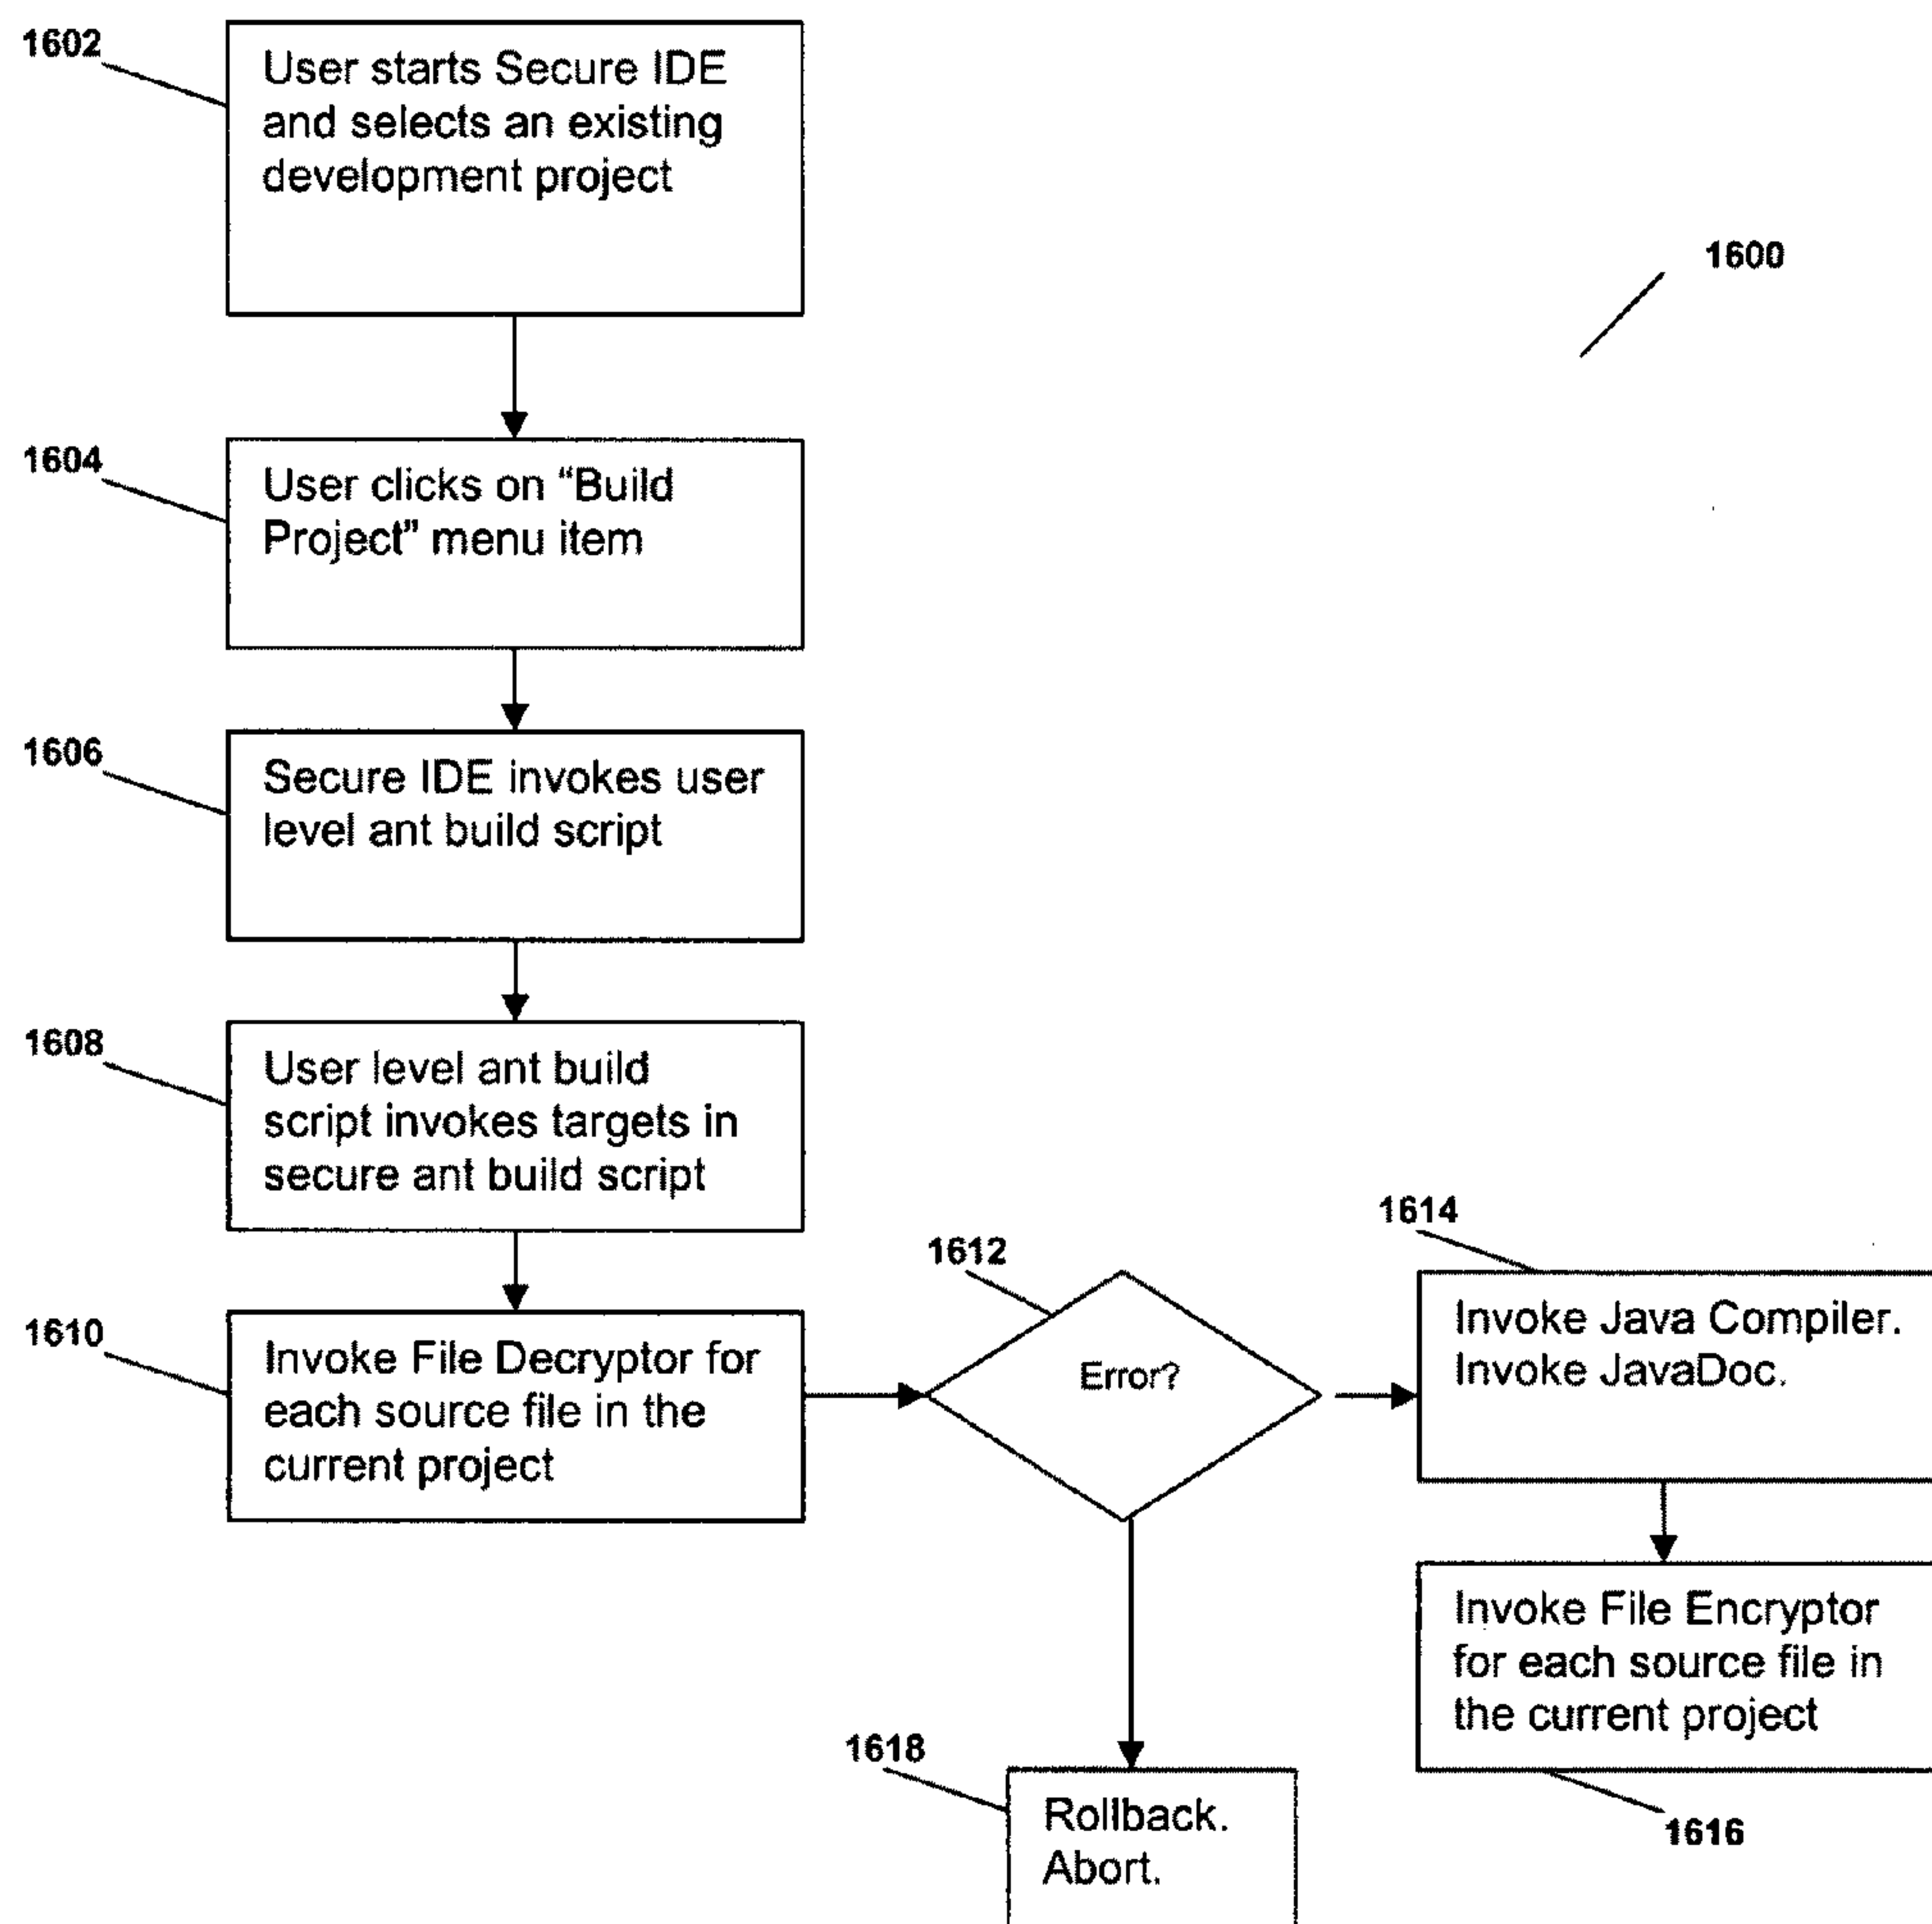 1602
User starts Secure IDE
and selects an existing
development project
1600
1604
User clicks on “Build
Project” menu item
1606
Secure IDE invokes user
level ant build script
1608
User level ant build
script invokes targets in
secure ant build script
1610
Invoke File Decryptor for
each source file in the
current project
1612
Error?
1614
Invoke Java Compiler.
Invoke JavaDoc.
Invoke File Encryptor
for each source file in
the current project
1616
1618
Rollback.
Abort.